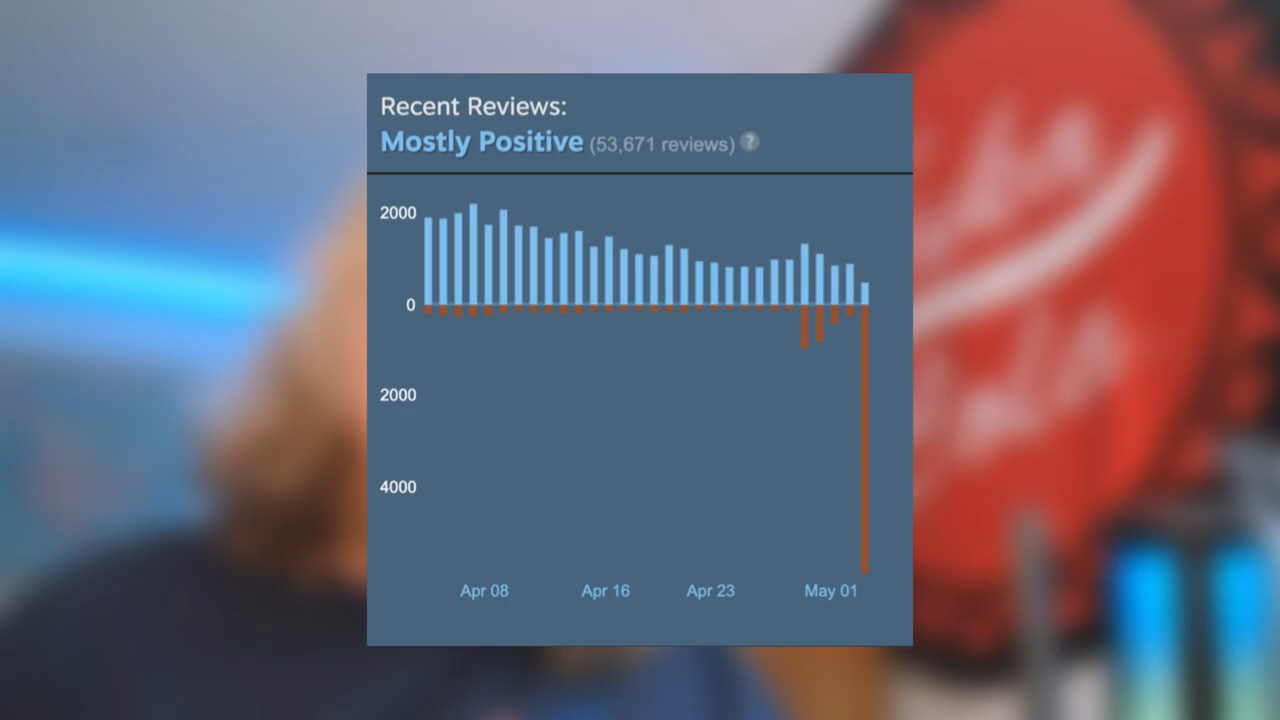 Recent Reviews:
Mostly Positive (53,671 reviews) ?
2000
0
2000
4000
Apr 08 Apr 16 Apr 23 May 01